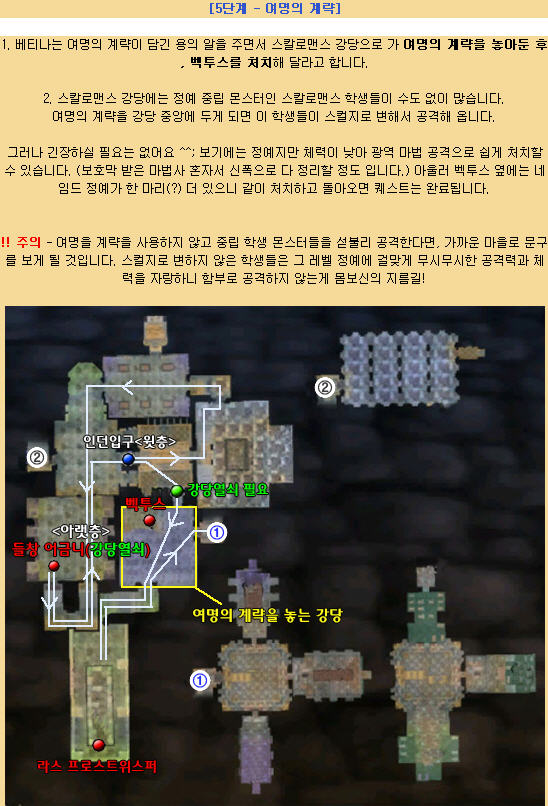 [5단계 - 여명의 계략]
1. 베티나는 여명의 계략이 담긴 용의 알을 주면서 스칼로맨스 강당으로 가 여명의 계략을 놓아둔 후
, 벡투스를 처치해 달라고 합니다.
2. 스칼로맨스 강당에는 정예 중립 몬스터인 스칼로맨스 학생들이 수도 없이 많습니다.
여명의 계략을 강당 중앙에 두게 되면 이 학생들이 스컬지로 변해서 공격해 옵니다.
그러나 긴장하실 필요는 없어요 ^^; 보기에는 정예지만 체력이 낮아 광역 마법 공격으로 쉽게 처치할
수 있습니다. (보호막 받은 마법사 혼자서 신폭으로 다 정리할 정도 입니다.) 아울러 벡투스 옆에는 네
임드 정예가 한 마리(?) 더 있으니 같이 처치하고 돌아오면 퀘스트는 완료됩니다.
!! 주의 - 여명을 계략을 사용하지 않고 중립 학생 몬스터들을 섣불리 공격한다면, 가까운 마을로 문구
를 보게 될 것입니다. 스컬지로 변하지 않은 학생들은 그 레벨 정예에 걸맞게 무시무시한 공격력과 체
력을 자랑하니 함부로 공격하지 않는게 몸보신의 지름길!
②
인던입구<윗층>
②
강당열쇠 필요
벡투스
<아랫층>
①
들창 어금니(강당열쇠)
여명의 계략을 놓는 강당
①
라스 프로스트위스퍼